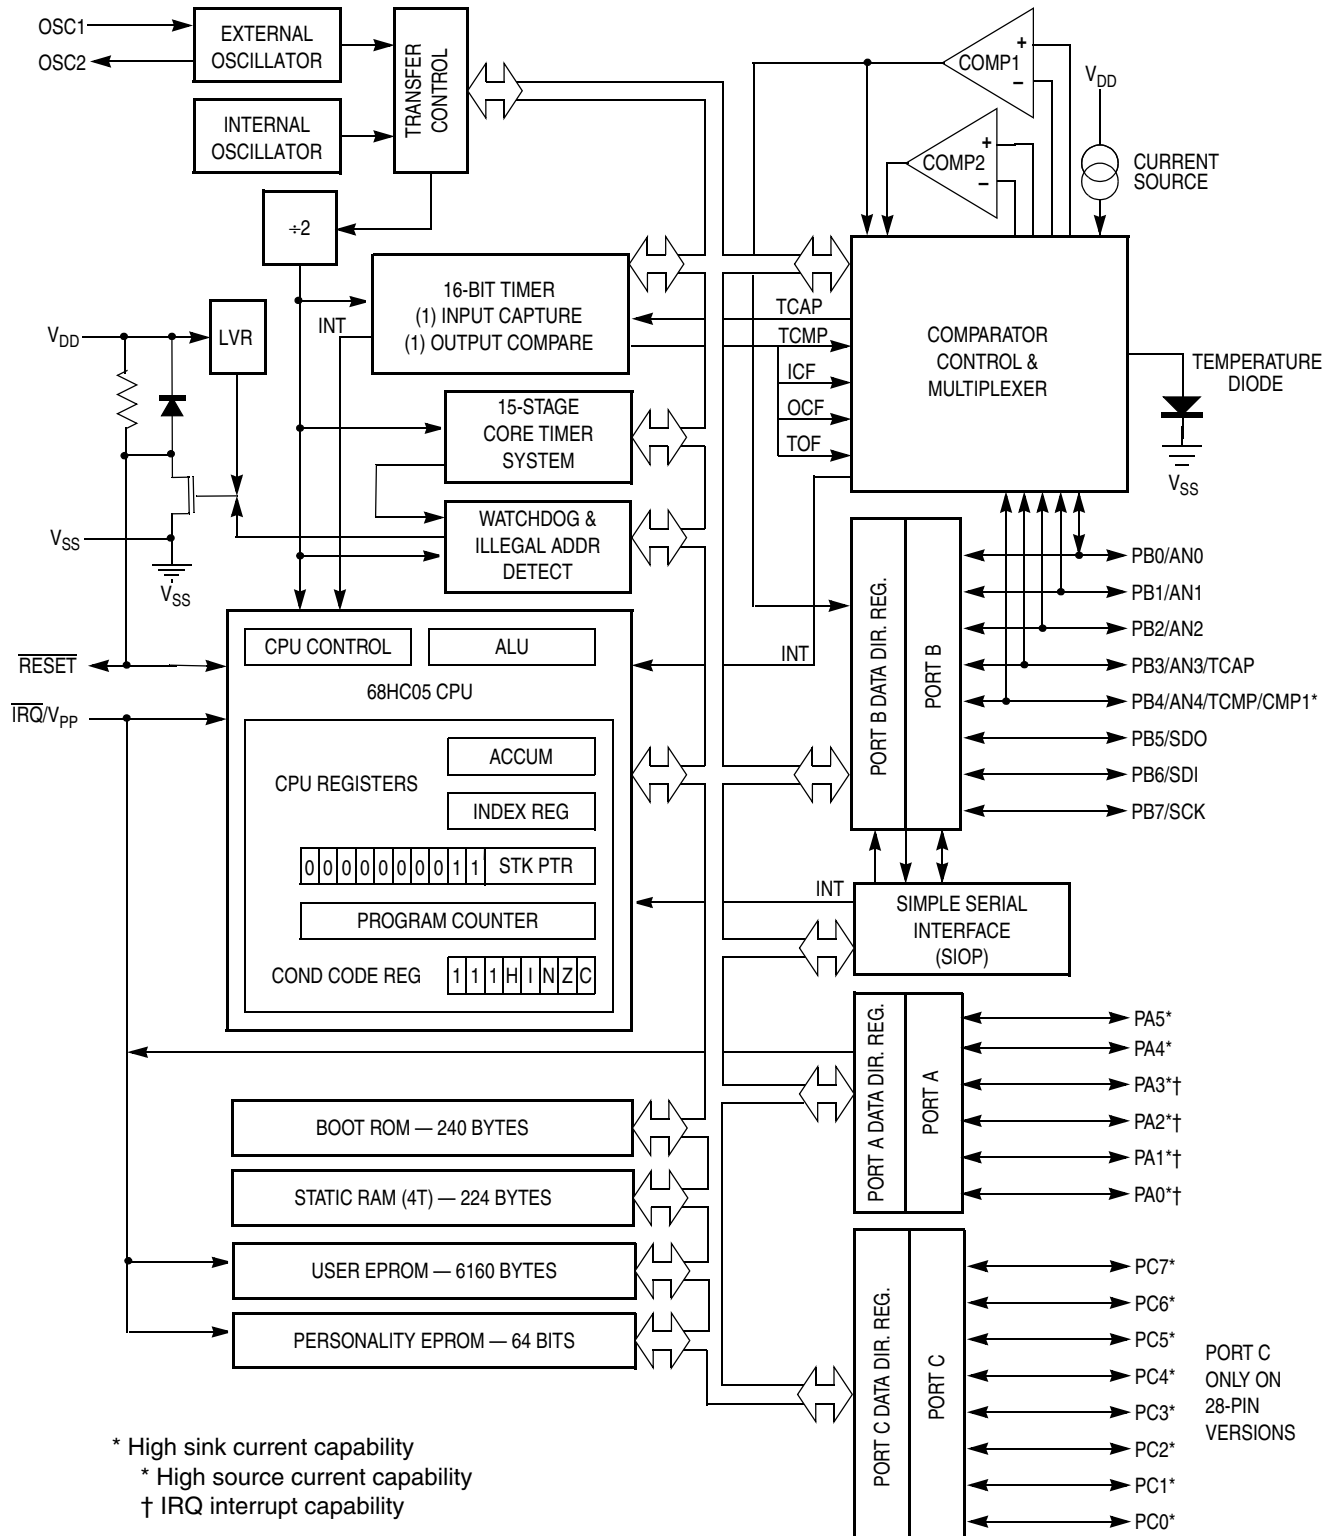 OSC1
OSC2
EXTERNAL
OSCILLATOR
INTERNAL
OSCILLATOR
TRANSFER
CONTROL
÷2
COMP1
+
−
COMP2
+
−
VDD
CURRENT
SOURCE
VDD
LVR
INT
16-BIT TIMER
(1) INPUT CAPTURE
(1) OUTPUT COMPARE
TCAP
TCMP
ICF
OCF
TOF
COMPARATOR
CONTROL &
MULTIPLEXER
TEMPERATURE
DIODE
VSS
15-STAGE
CORE TIMER
SYSTEM
WATCHDOG &
ILLEGAL ADDR
DETECT
VSS
VSS
RESET
IRQ/VPP
CPU CONTROL
ALU
68HC05 CPU
CPU REGISTERS
ACCUM
INDEX REG
0 0 0 0 0 0 0 0 1 1 STK PTR
PROGRAM COUNTER
COND CODE REG 1 1 1 H I N Z C
INT
PORT B DATA DIR. REG.
PORT B
PB0/AN0
PB1/AN1
PB2/AN2
PB3/AN3/TCAP
PB4/AN4/TCMP/CMP1*
PB5/SDO
PB6/SDI
PB7/SCK
INT
SIMPLE SERIAL
INTERFACE
(SIOP)
PORT A DATA DIR. REG.
PORT A
PA5*
PA4*
PA3*†
PA2*†
PA1*†
PA0*†
BOOT ROM — 240 BYTES
STATIC RAM (4T) — 224 BYTES
USER EPROM — 6160 BYTES
PERSONALITY EPROM — 64 BITS
PORT C DATA DIR. REG.
PORT C
PC7*
PC6*
PC5*
PC4*
PC3*
PC2*
PC1*
PC0*
PORT C
ONLY ON
28-PIN
VERSIONS
* High sink current capability
* High source current capability
† IRQ interrupt capability